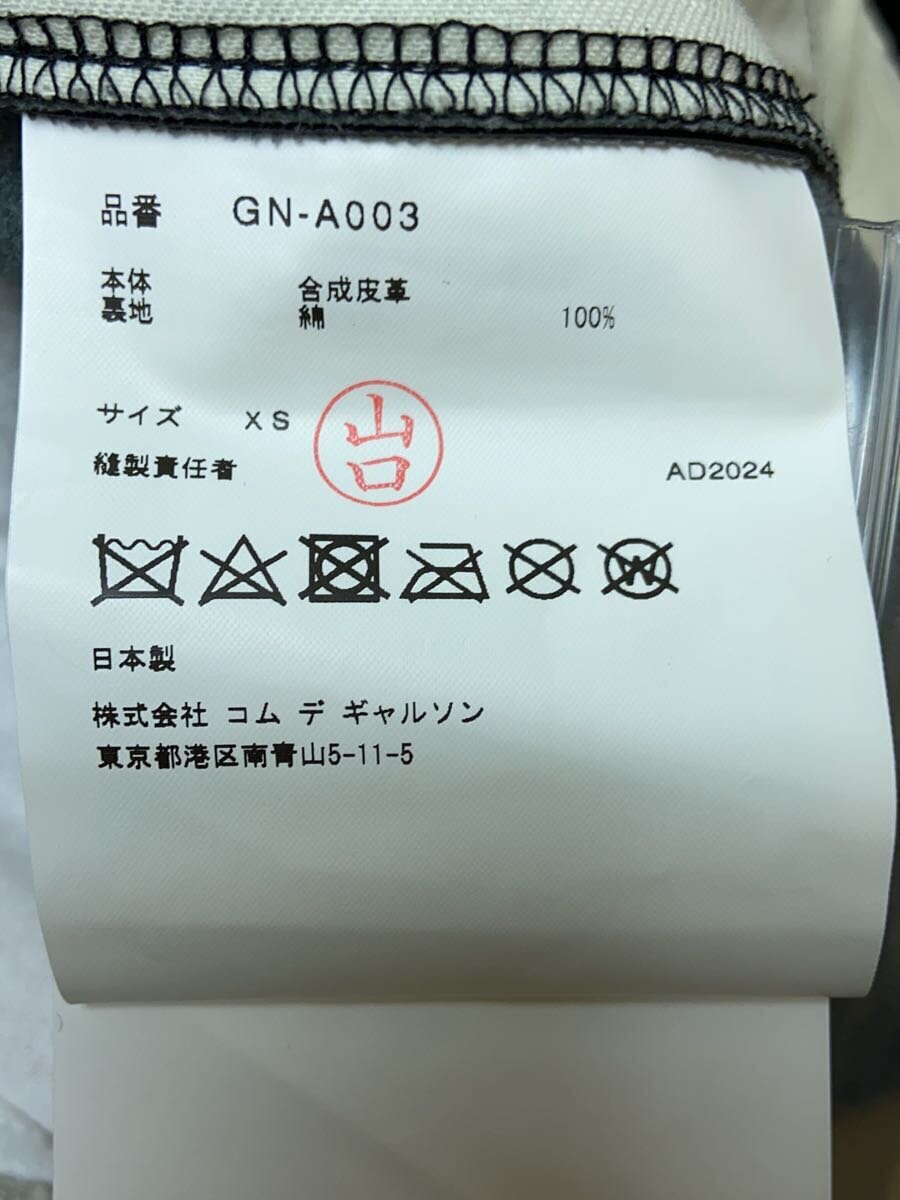 品番 GN-A003
本体 合成皮革
裏地 綿 100%
サイズ XS
山口
縫製責任者 AD2024
W
日本製
株式会社 コム デ ギャルソン
東京都港区南青山5-11-5